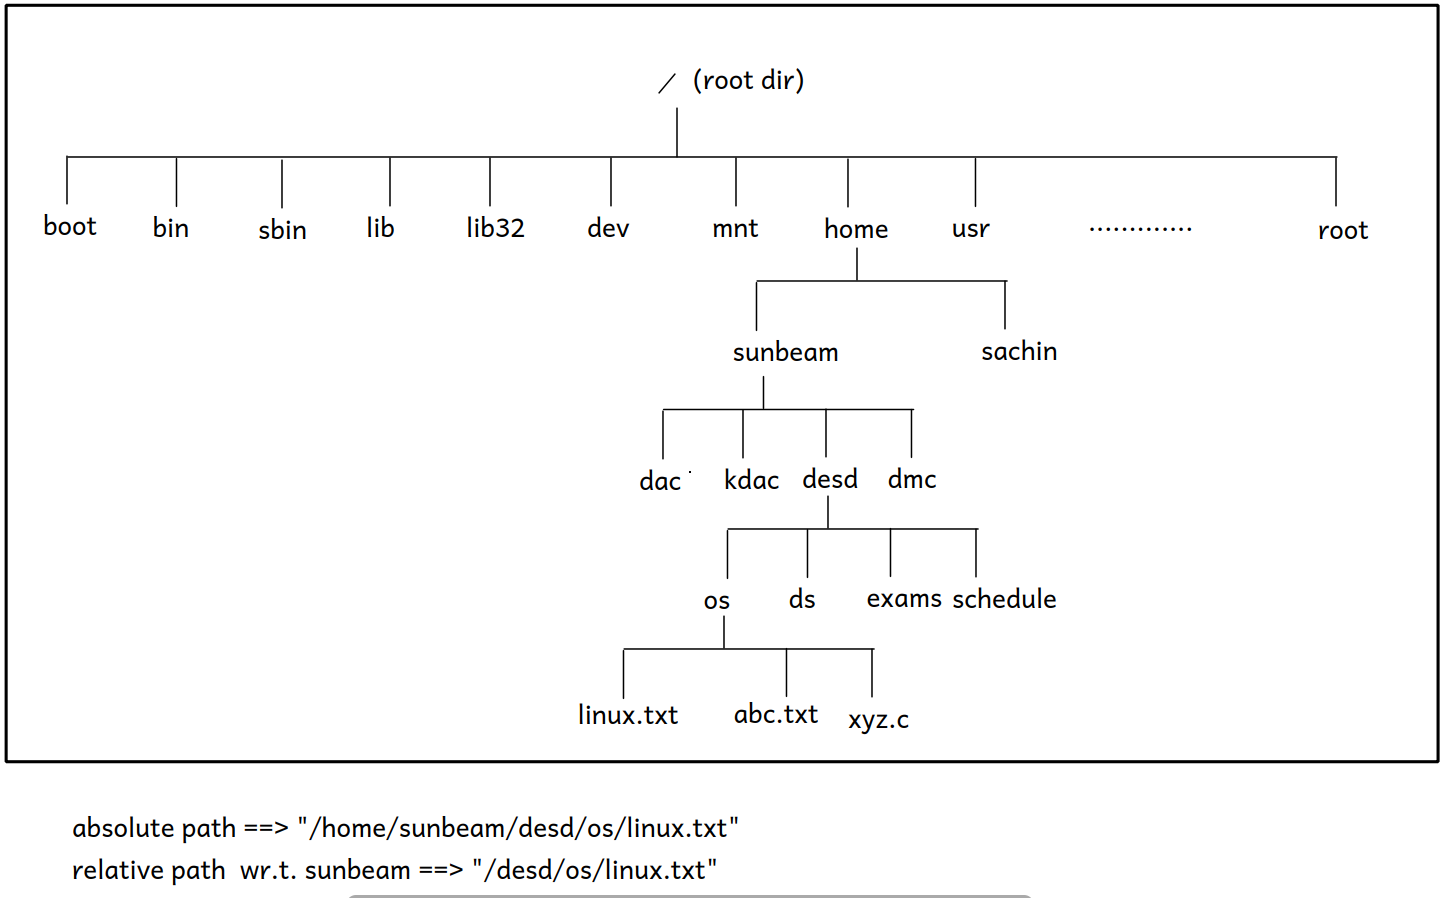 / (root dir)
boot bin sbin lib lib32 dev mnt home usr ............. root
sunbeam sachin
dac kdac desd dmc
os ds exams schedule
linux.txt abc.txt xyz.c
absolute path ==> "/home/sunbeam/desd/os/linux.txt"
relative path wr.t. sunbeam ==> "/desd/os/linux.txt"